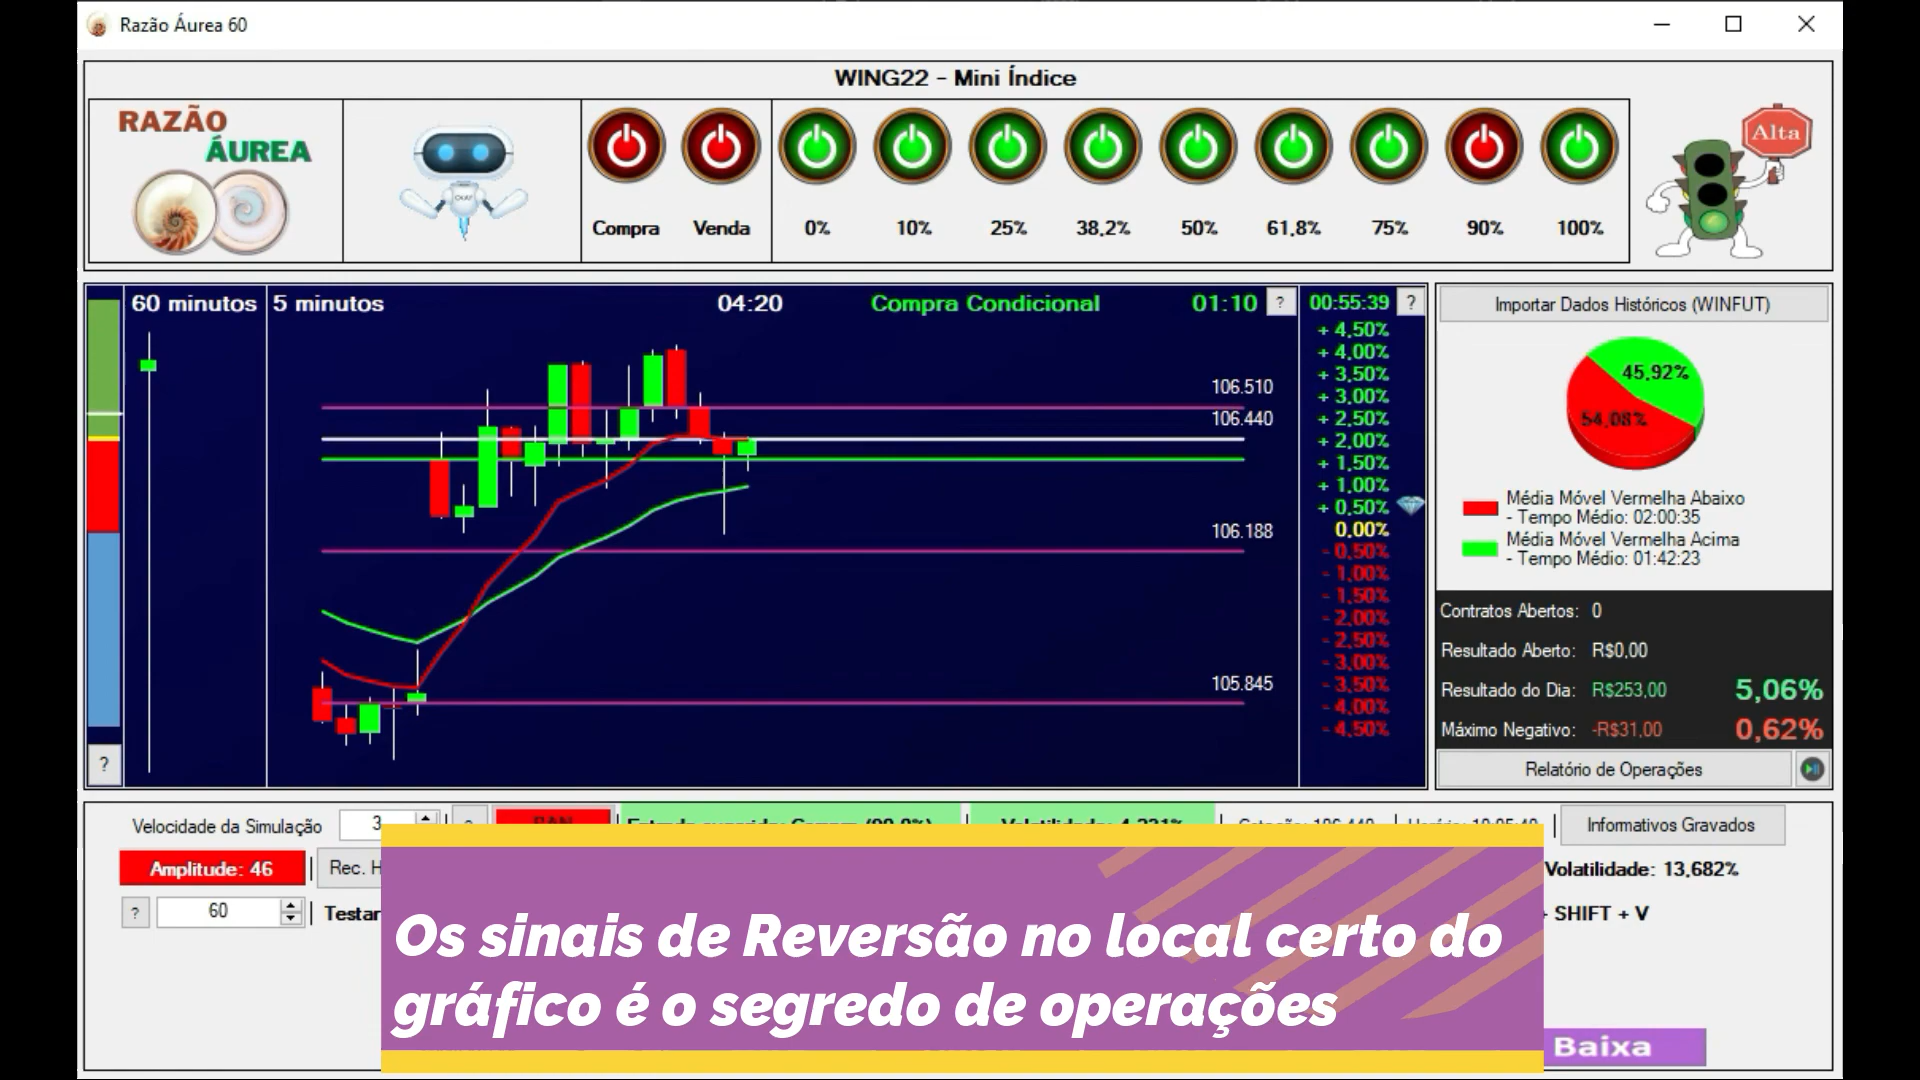 Razão Áurea 60
WING22 - Mini Índice
RAZÃO
ÁUREA
Compra
Venda
0%
10%
25%
38,2%
50%
61,8%
75%
90%
100%
Alta
60 minutos
5 minutos
04:20
Compra Condicional
01:10
?
00:55:39
?
+ 4,50%
+ 4,00%
+ 3,50%
+ 3,00%
+ 2,50%
+ 2,00%
+ 1,50%
+ 1,00%
+ 0,50%
0,00%
- 0,50%
- 1,00%
- 1,50%
- 2,00%
- 2,50%
- 3,00%
- 3,50%
- 4,00%
- 4,50%
106.510
106.440
106.188
105.845
?
Importar Dados Históricos (WINFUT)
45,92%
54,08%
Média Móvel Vermelha Abaixo
- Tempo Médio: 02:00:35
Média Móvel Vermelha Acima
- Tempo Médio: 01:42:23
Contratos Abertos: 0
Resultado Aberto: R$0,00
Resultado do Dia: R$253,00 5,06%
Máximo Negativo: -R$31,00 0,62%
Relatório de Operações
Velocidade da Simulação 3
Informativos Gravados
Amplitude: 46
Rec. H
Volatilidade: 13,682%
? 60 Testar
+ SHIFT + V
Os sinais de Reversão no local certo do
gráfico é o segredo de operações
Baixa